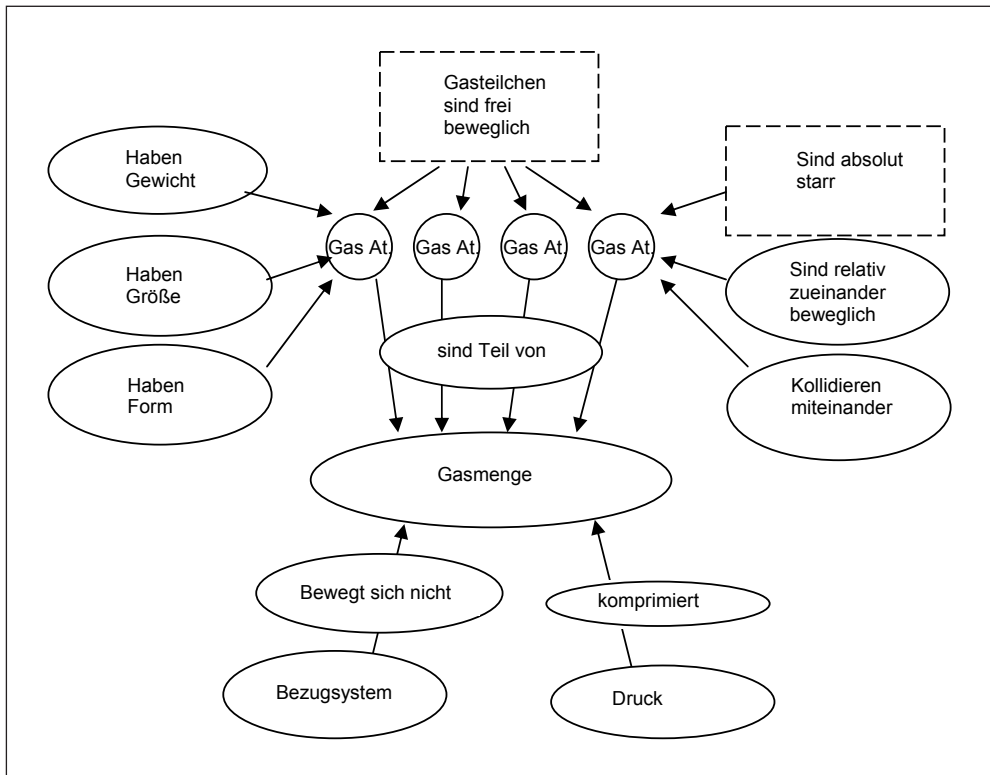 Gasteilchen
sind frei
beweglich
Haben
Gewicht
Sind absolut
starr
Gas At.
Gas At.
Gas At.
Gas At.
Haben
Größe
Sind relativ
zueinander
beweglich
sind Teil von
Haben
Form
Kollidieren
miteinander
Gasmenge
Bewegt sich nicht
komprimiert
Bezugsystem
Druck